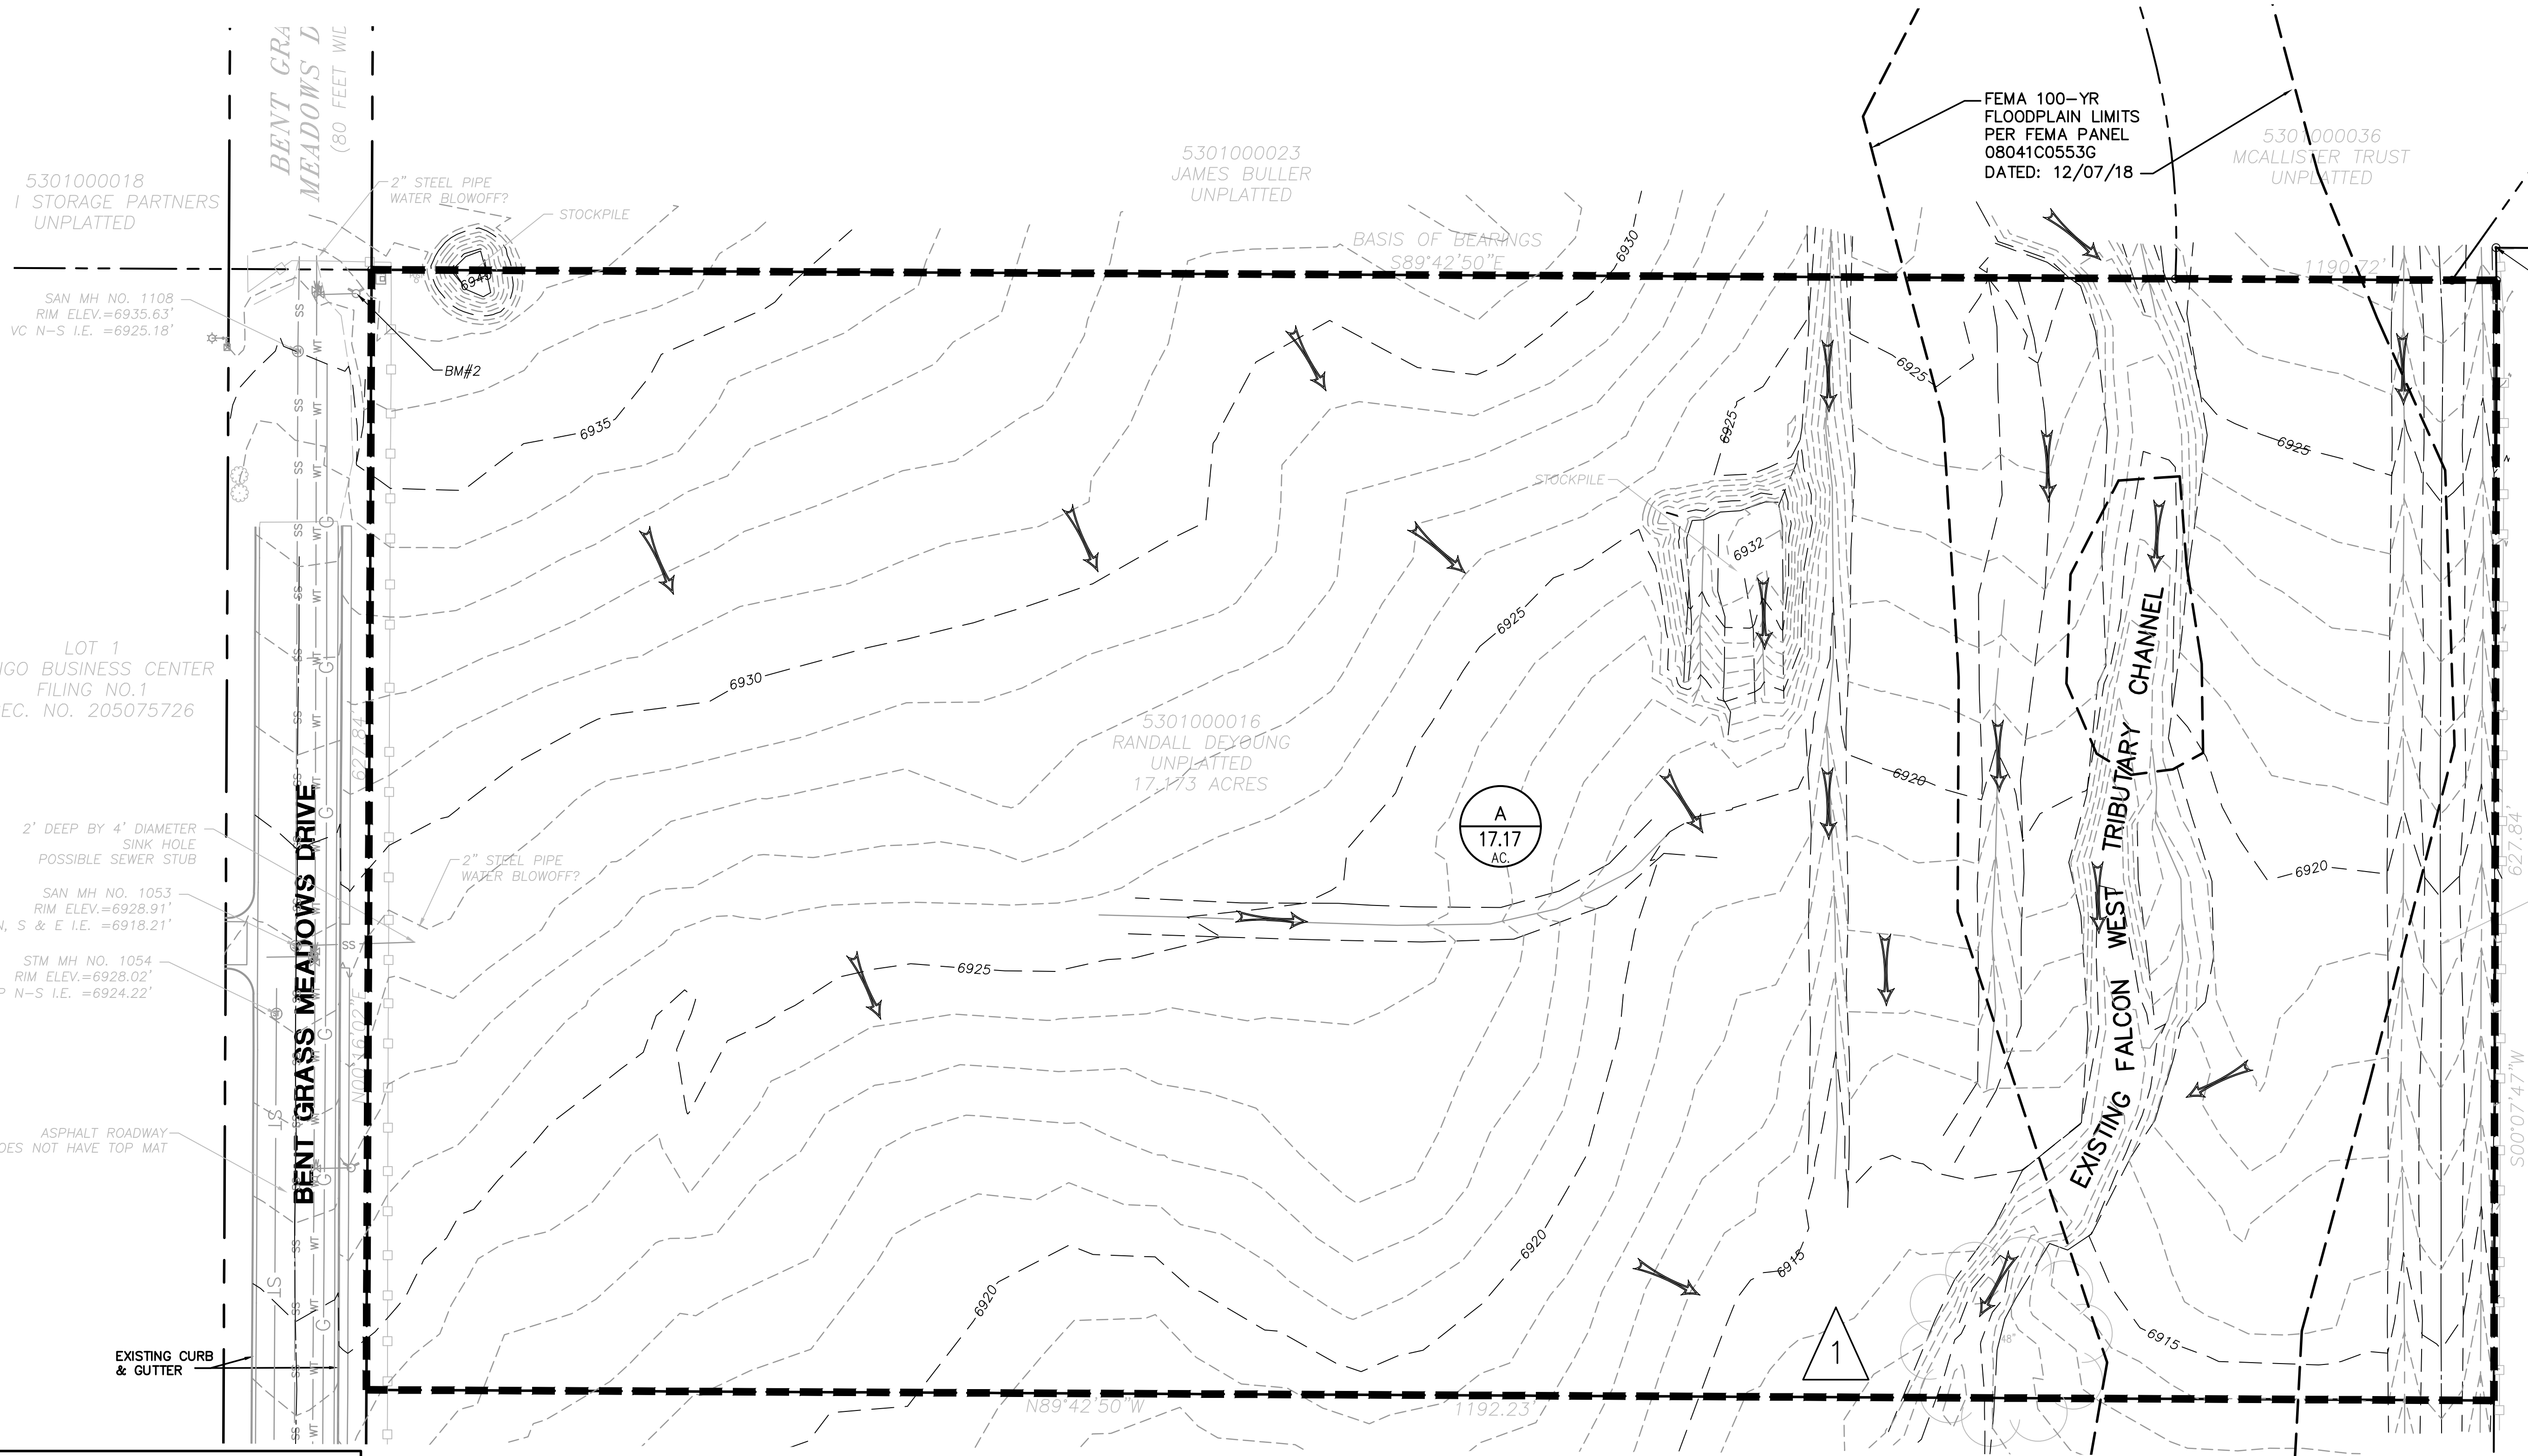 BENT GRA
MEADOWS D
(80 FEET WID
5301000018
I STORAGE PARTNERS
UNPLATTED
2" STEEL PIPE
WATER BLOWOFF?
STOCKPILE
5301000023
JAMES BULLER
UNPLATTED
BASIS OF BEARINGS
S89°42'50"E
6930
FEMA 100-YR
FLOODPLAIN LIMITS
PER FEMA PANEL
08041C0553G
DATED: 12/07/18
5301000036
MCALLISTER TRUST
UNPLATTED
1190.72'
SAN MH NO. 1108
RIM ELEV.=6935.63'
VC N-S I.E. =6925.18'
6940
BM#2
6935
6925
6925
6925
STOCKPILE
6932
LOT 1
NGO BUSINESS CENTER
FILING NO.1
EC. NO. 205075726
627.84'
N00°16'02"E
6930
6925
5301000016
RANDALL DEYOUNG
UNPLATTED
17.173 ACRES
A
17.17
AC.
6920
6920
EXISTING FALCON WEST TRIBUTARY CHANNEL
627.84'
S00°07'47"W
2' DEEP BY 4' DIAMETER
SINK HOLE
POSSIBLE SEWER STUB
2" STEEL PIPE
WATER BLOWOFF?
SAN MH NO. 1053
RIM ELEV.=6928.91'
N, S & E I.E. =6918.21'
STM MH NO. 1054
RIM ELEV.=6928.02'
P N-S I.E. =6924.22'
BENT GRASS MEADOWS DRIVE
SS
WT
G
ST
6925
ASPHALT ROADWAY
OES NOT HAVE TOP MAT
6920
6920
6915
6915
48"
1
EXISTING CURB
& GUTTER
N89°42'50"W
1192.23'